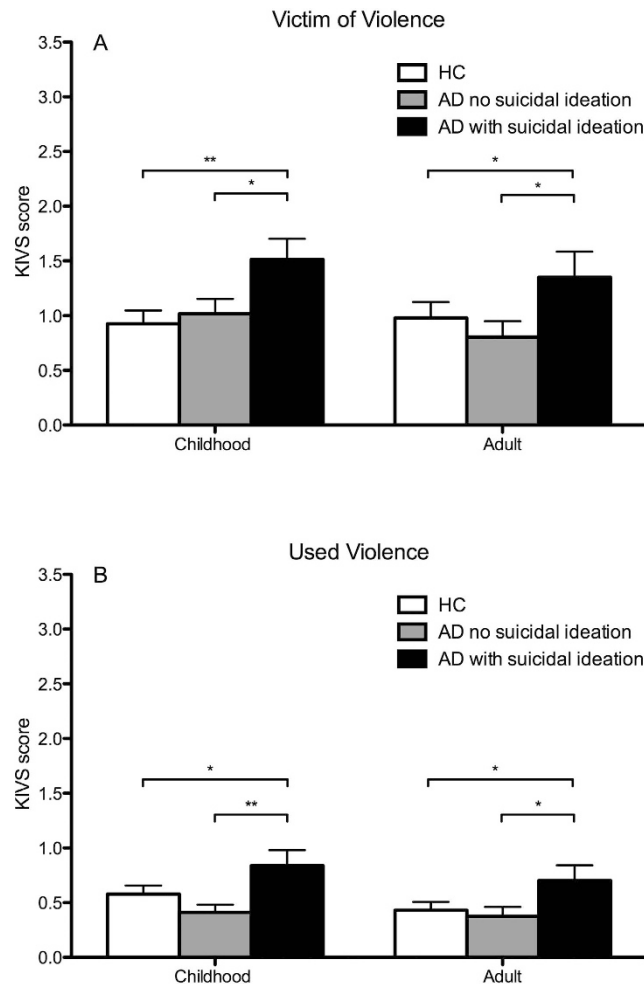 Victim of Violence
A
3.5
3.0
2.5
2.0
1.5
1.0
0.5
0.0
KIVS score
HC
AD no suicidal ideation
AD with suicidal ideation
**
*
*
*
Childhood
Adult
Used Violence
B
3.5
3.0
2.5
2.0
1.5
1.0
0.5
0.0
KIVS score
HC
AD no suicidal ideation
AD with suicidal ideation
*
**
*
*
Childhood
Adult